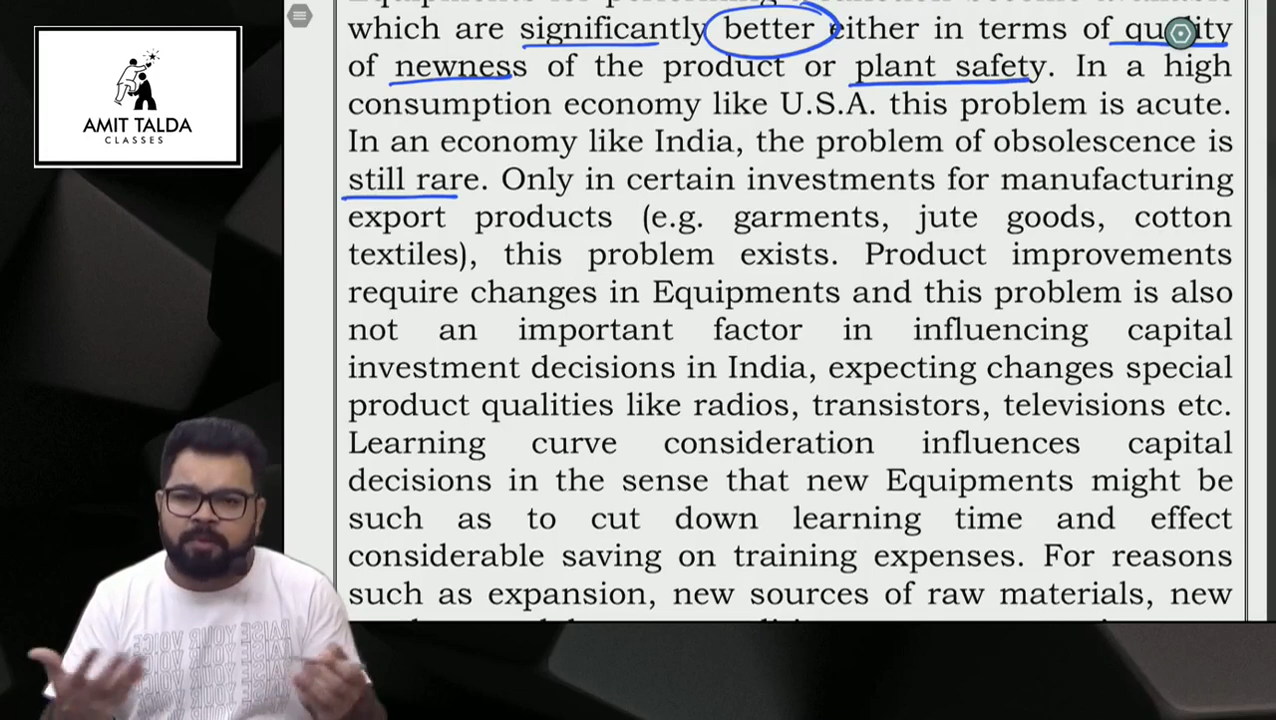 which are significantly better either in terms of quality
of newness of the product or plant safety. In a high
consumption economy like U.S.A. this problem is acute.
In an economy like India, the problem of obsolescence is
still rare. Only in certain investments for manufacturing
export products (e.g. garments, jute goods, cotton
textiles), this problem exists. Product improvements
require changes in Equipments and this problem is also
not an important factor in influencing capital
investment decisions in India, expecting changes special
product qualities like radios, transistors, televisions etc.
Learning curve consideration influences capital
decisions in the sense that new Equipments might be
such as to cut down learning time and effect
considerable saving on training expenses. For reasons
such as expansion, new sources of raw materials, new
AMIT TALDA
CLASSES
RAISE YOUR VOICE